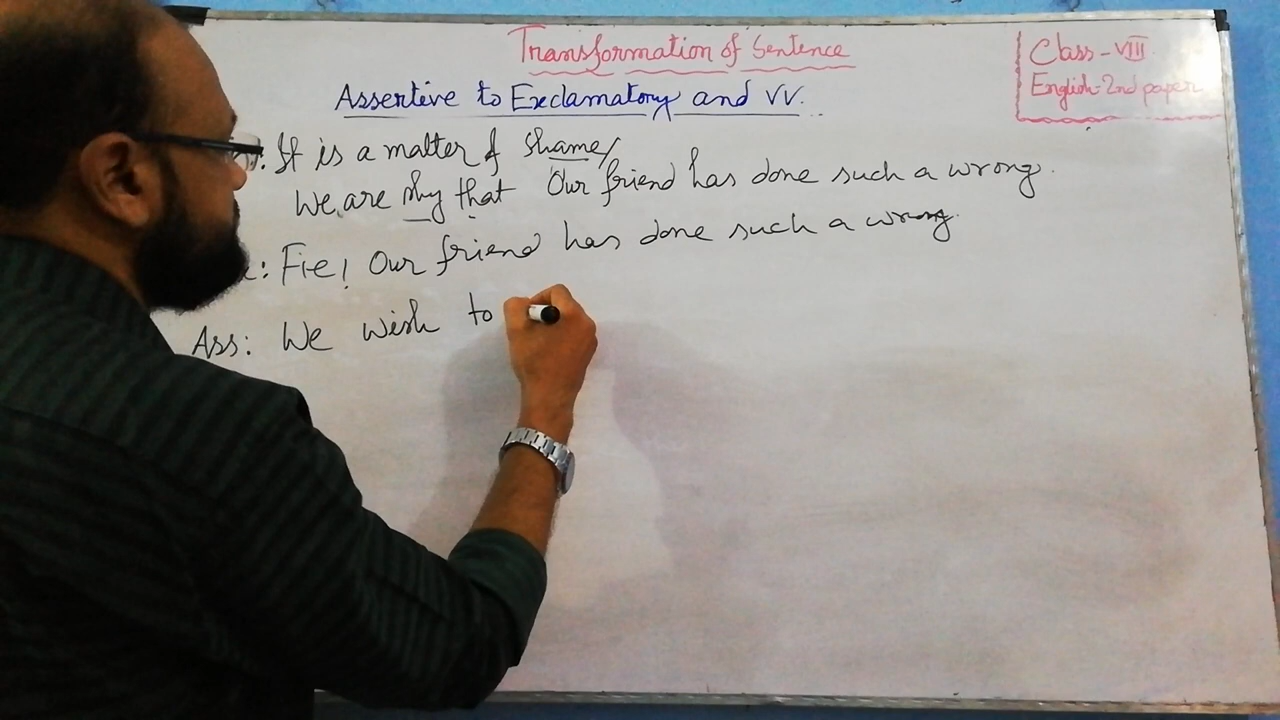 Transformation of Sentence
Class - VIII
English-2nd paper
Assertive to Exclamatory and VV.
: It is a matter of Shame/
We are shy that Our friend has done such a wrong.
: Fie! Our friend has done such a wrong.
Ass: We wish to